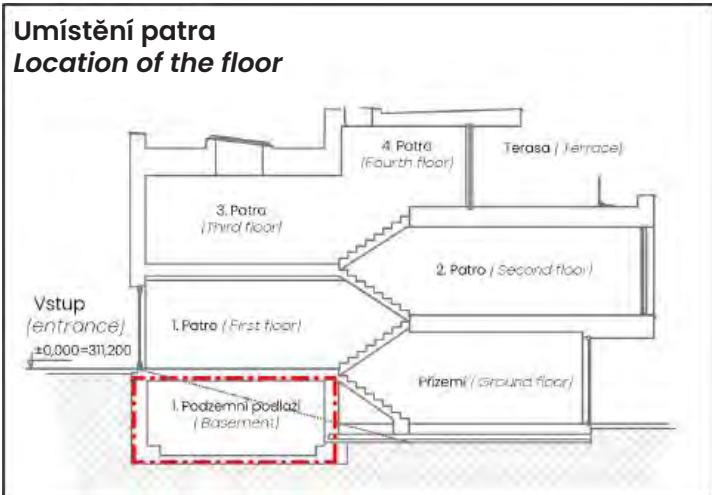 Umístění patra
Location of the floor
4. Patro
(Fourth floor)
Terasa (Terrace)
3. Patro
(Third floor)
2. Patro (Second floor)
Vstup
(entrance)
±0,000=311,200
1. Patro (First floor)
Přízemí (Ground floor)
1. Podzemní podlaží
(Basement)